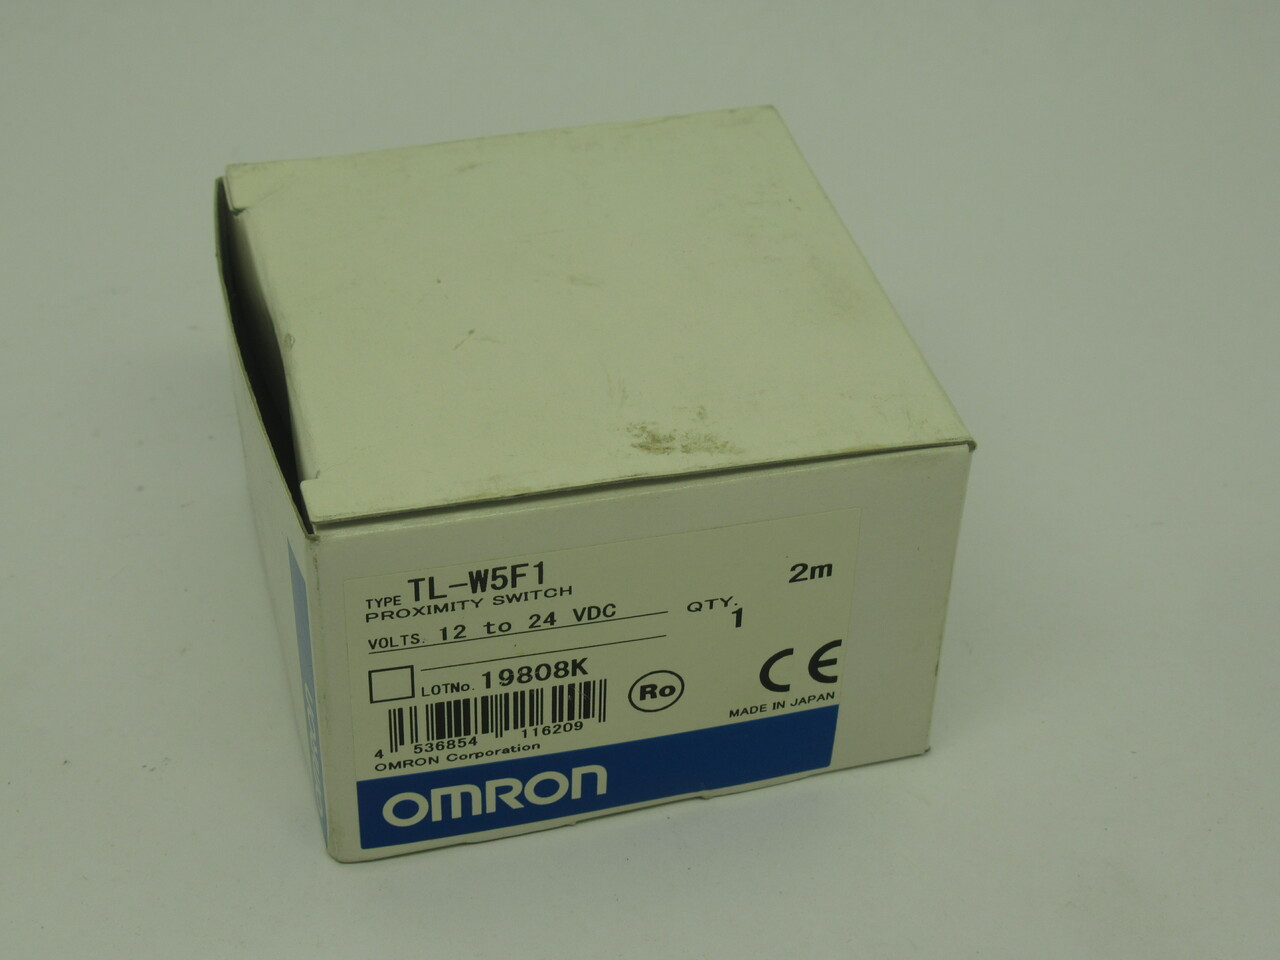 TYPE TL-W5F1 2m
PROXIMITY SWITCH
VOLTS. 12 to 24 VDC QTY. 1
LOTNo. 19808K
Ro
CE
4 536854 116209
MADE IN JAPAN
OMRON Corporation
OMRON